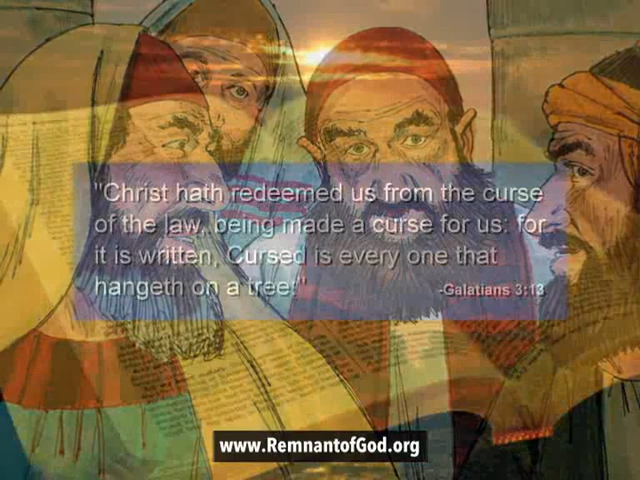 "Christ hath redeemed us from the curse
of the law, being made a curse for us: for
it is written, Cursed is every one that
hangeth on a tree:"
-Galatians 3:13
www.RemnantofGod.org